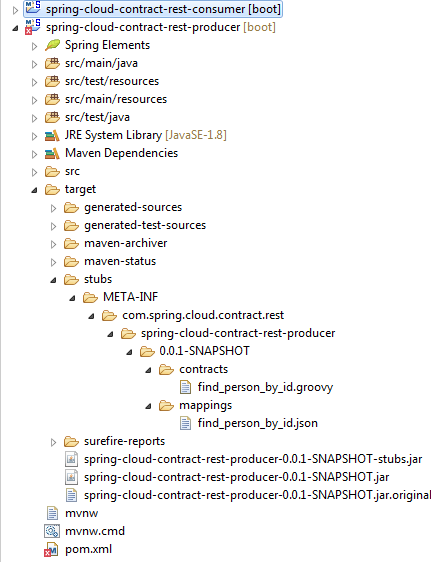 spring-cloud-contract-rest-consumer [boot]
spring-cloud-contract-rest-producer [boot]
Spring Elements
src/main/java
src/test/resources
src/main/resources
src/test/java
JRE System Library [JavaSE-1.8]
Maven Dependencies
src
target
generated-sources
generated-test-sources
maven-archiver
maven-status
stubs
META-INF
com.spring.cloud.contract.rest
spring-cloud-contract-rest-producer
0.0.1-SNAPSHOT
contracts
find_person_by_id.groovy
mappings
find_person_by_id.json
surefire-reports
spring-cloud-contract-rest-producer-0.0.1-SNAPSHOT-stubs.jar
spring-cloud-contract-rest-producer-0.0.1-SNAPSHOT.jar
spring-cloud-contract-rest-producer-0.0.1-SNAPSHOT.jar.original
mvnw
mvnw.cmd
pom.xml